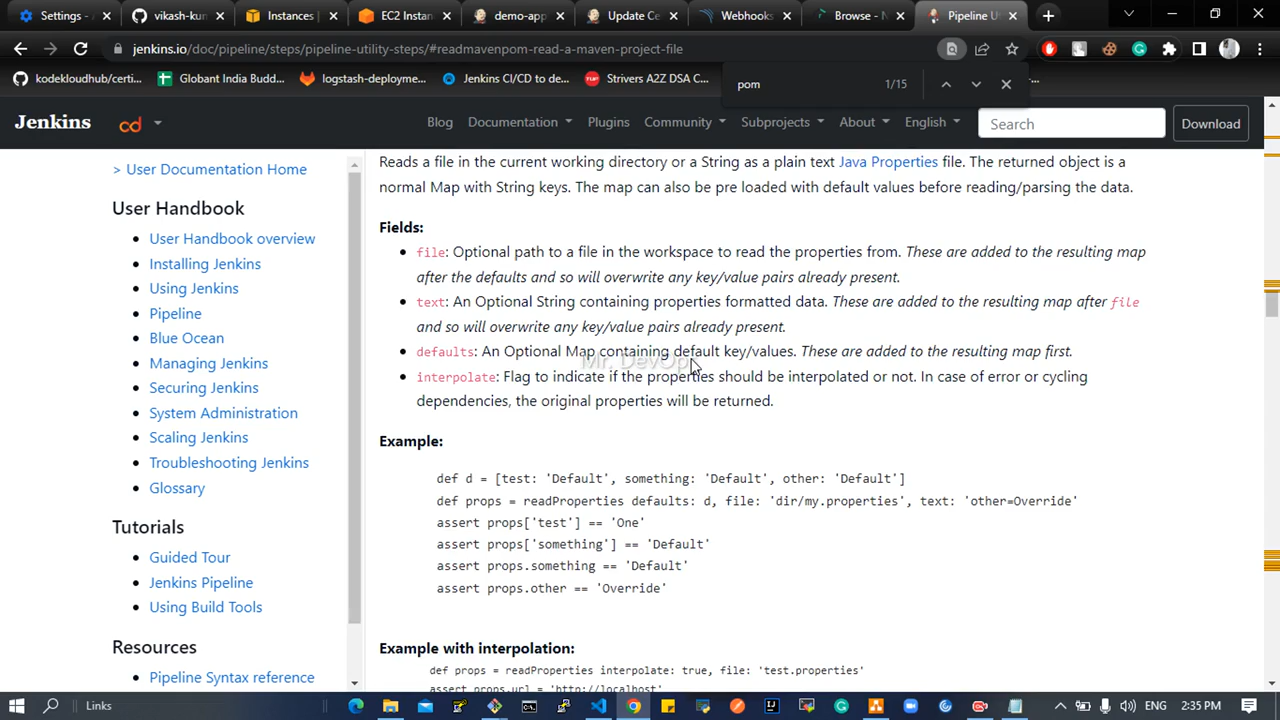 Settings -
vikash-kun
Instances |
EC2 Instan
demo-app
Update Ce
Webhooks
Browse - N
Pipeline Ut
jenkins.io/doc/pipeline/steps/pipeline-utility-steps/#readmavenpom-read-a-maven-project-file
kodekloudhub/certi...
Globant India Budd...
logstash-deployme...
Jenkins CI/CD to de...
Strivers A2Z DSA C...
pom 1/15
Jenkins
cd
Blog Documentation Plugins Community Subprojects About English Search Download
> User Documentation Home
User Handbook
User Handbook overview
Installing Jenkins
Using Jenkins
Pipeline
Blue Ocean
Managing Jenkins
Securing Jenkins
System Administration
Scaling Jenkins
Troubleshooting Jenkins
Glossary
Tutorials
Guided Tour
Jenkins Pipeline
Using Build Tools
Resources
Pipeline Syntax reference
Reads a file in the current working directory or a String as a plain text Java Properties file. The returned object is a
normal Map with String keys. The map can also be pre loaded with default values before reading/parsing the data.
Fields:
file: Optional path to a file in the workspace to read the properties from. These are added to the resulting map
after the defaults and so will overwrite any key/value pairs already present.
text: An Optional String containing properties formatted data. These are added to the resulting map after file
and so will overwrite any key/value pairs already present.
defaults: An Optional Map containing default key/values. These are added to the resulting map first.
Mr. DevOps
interpolate: Flag to indicate if the properties should be interpolated or not. In case of error or cycling
dependencies, the original properties will be returned.
Example:
def d = [test: 'Default', something: 'Default', other: 'Default']
def props = readProperties defaults: d, file: 'dir/my.properties', text: 'other=Override'
assert props['test'] == 'One'
assert props['something'] == 'Default'
assert props.something == 'Default'
assert props.other == 'Override'
Example with interpolation:
def props = readProperties interpolate: true, file: 'test.properties'
assert props.url = 'http://localhost'
Links
ENG 2:35 PM